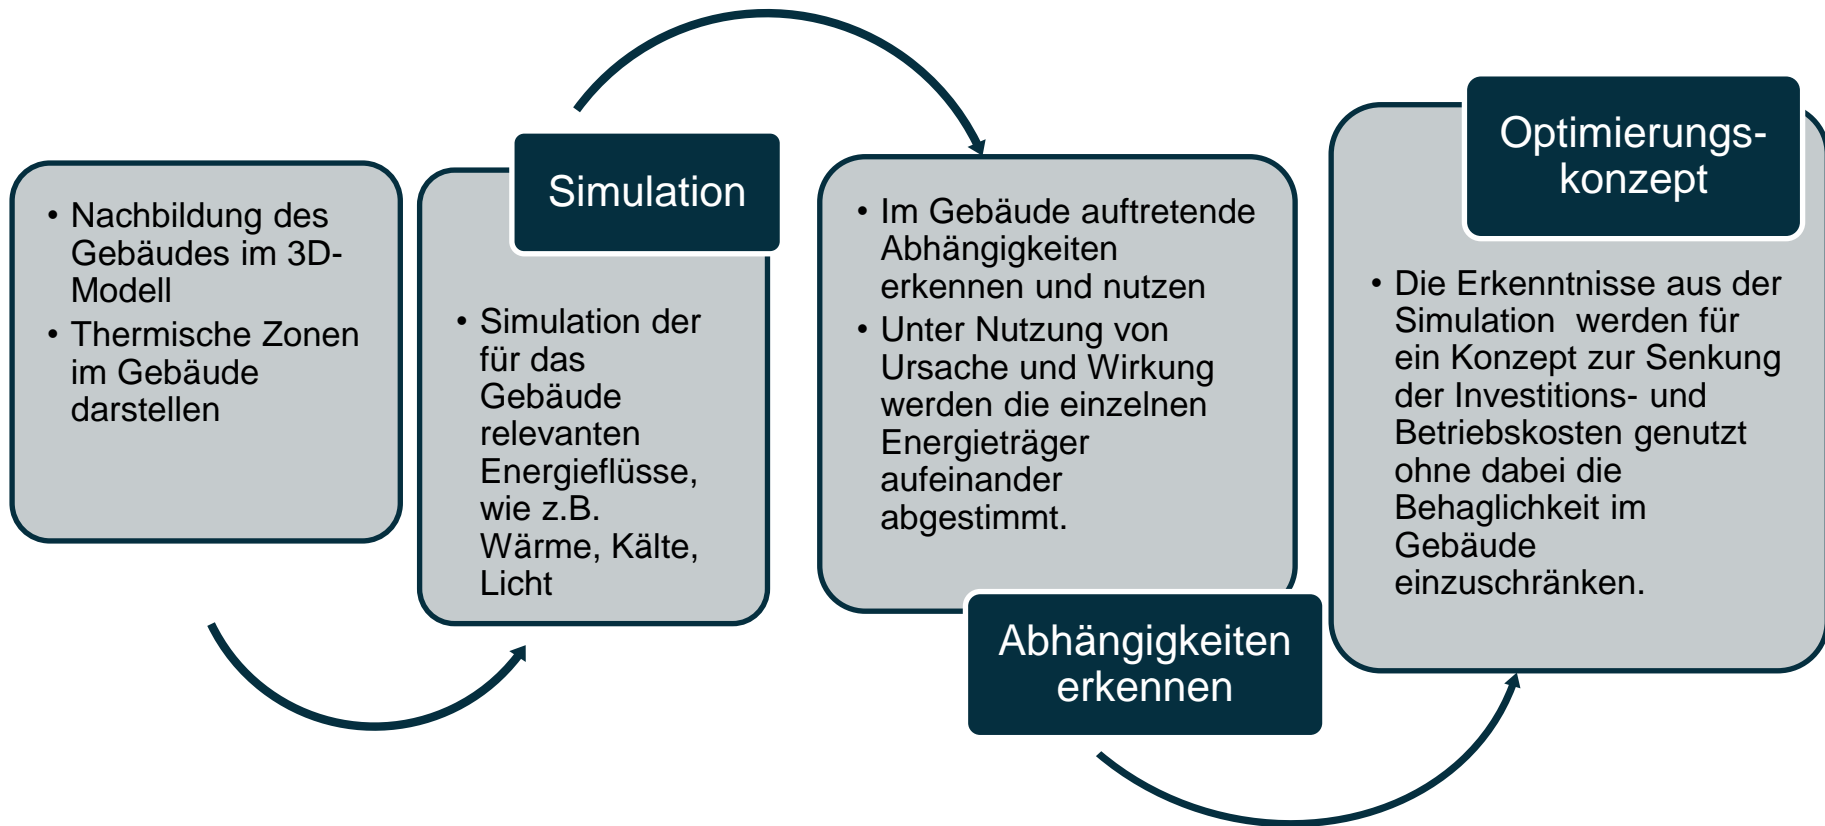 • Nachbildung des
Gebäudes im 3D-
Modell
• Thermische Zonen
im Gebäude
darstellen
Simulation
• Simulation der
für das
Gebäude
relevanten
Energieflüsse,
wie z.B.
Wärme, Kälte,
Licht
• Im Gebäude auftretende
Abhängigkeiten
erkennen und nutzen
• Unter Nutzung von
Ursache und Wirkung
werden die einzelnen
Energieträger
aufeinander
abgestimmt.
Abhängigkeiten
erkennen
Optimierungs-
konzept
• Die Erkenntnisse aus der
Simulation werden für
ein Konzept zur Senkung
der Investitions- und
Betriebskosten genutzt
ohne dabei die
Behaglichkeit im
Gebäude
einzuschränken.